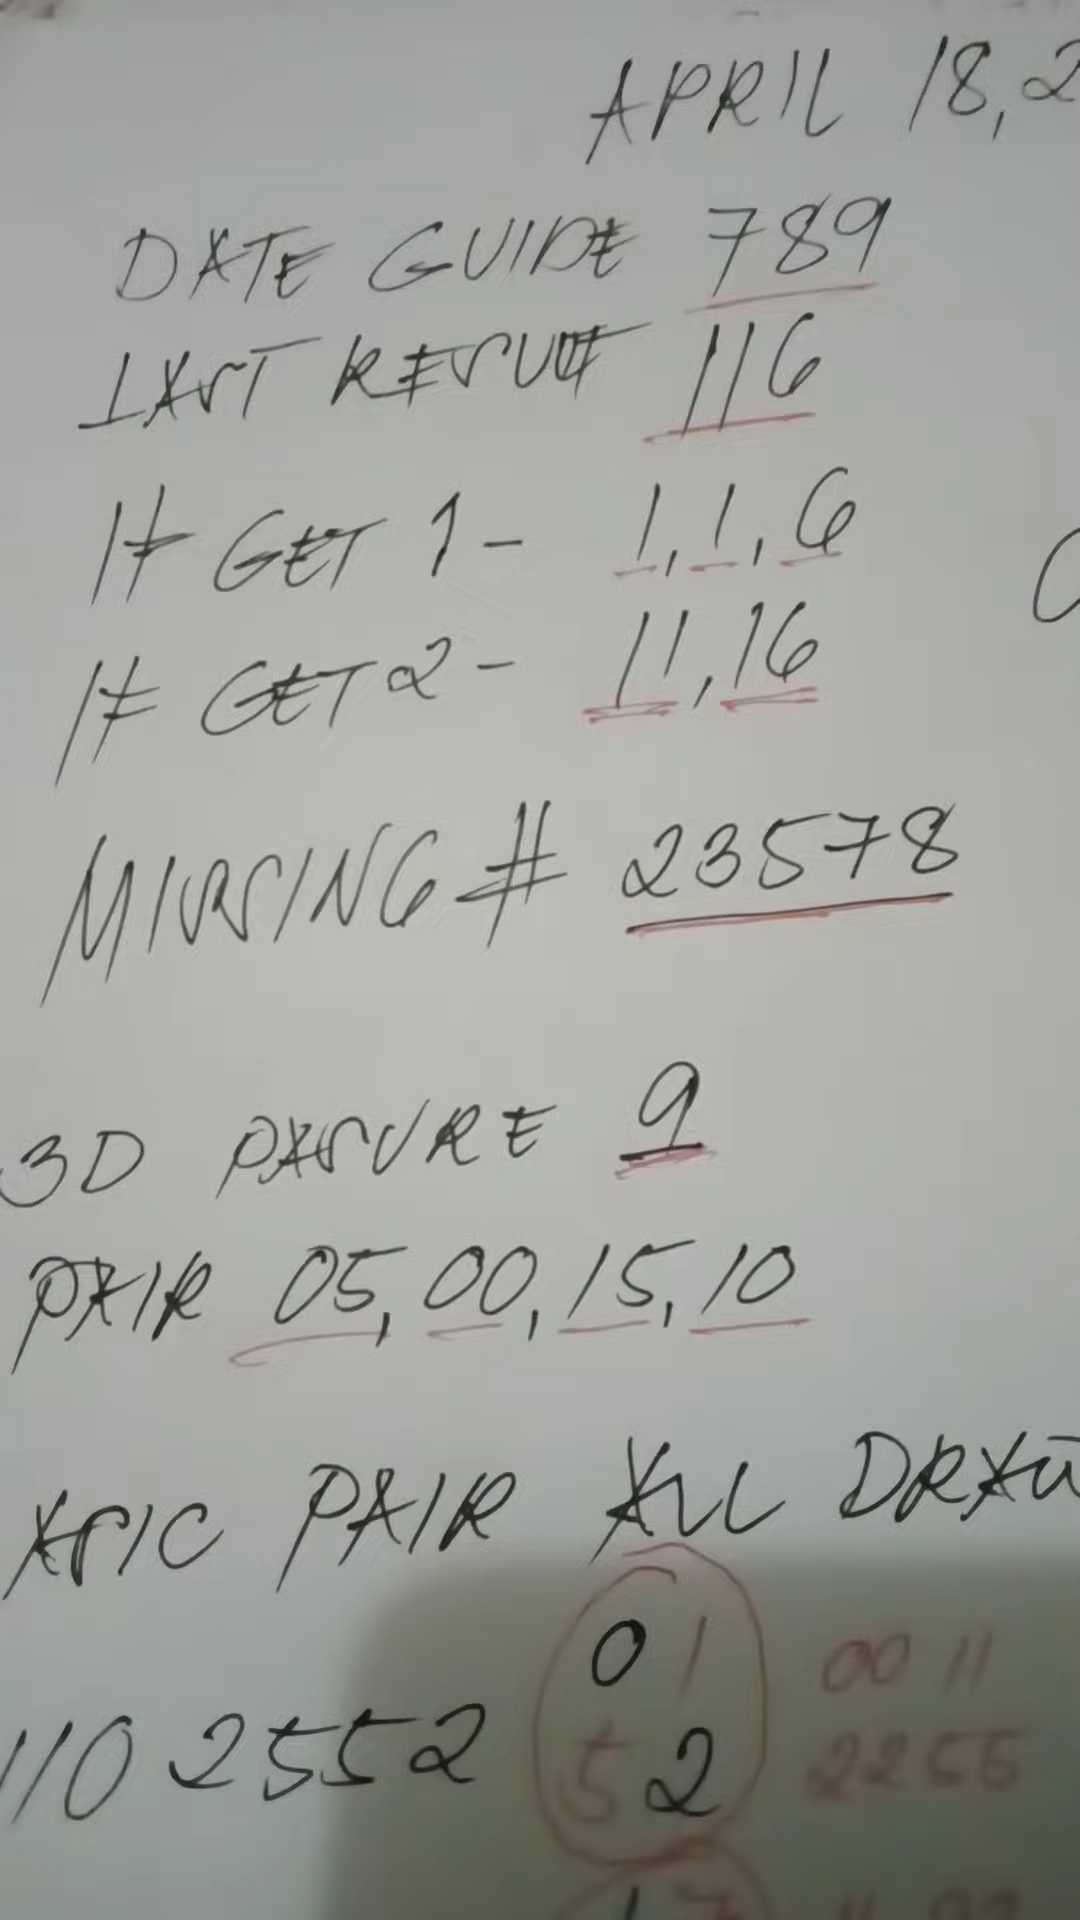 APRIL 18, 2
DATE GUIDE 789
LAST RESULT 116
IF GET 1 - 1, 1, 6
IF GET 2 - 11, 16
MISSING # 23578
3D PASURE 9
PAIR 05, 00, 15, 10
ASIC PAIR ALL DRAW
0 1 00 11
110 2552 5 2 2255